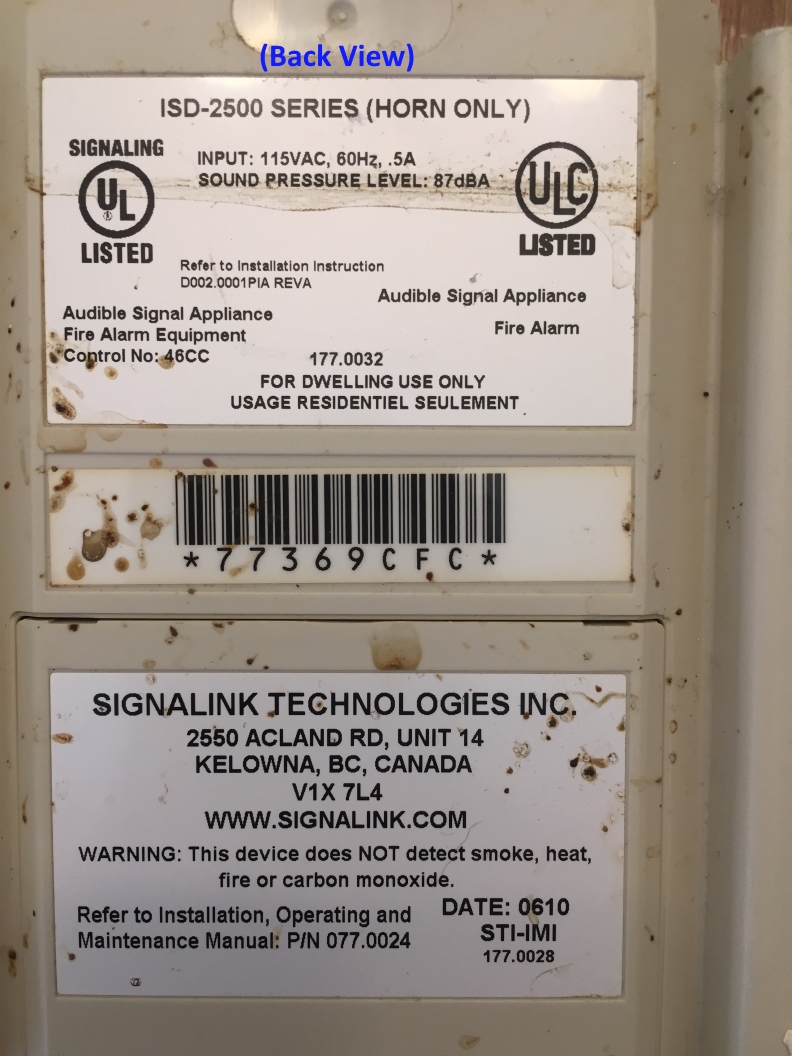 (Back View)
ISD-2500 SERIES (HORN ONLY)
SIGNALING
UL
LISTED
INPUT: 115VAC, 60Hz, .5A
SOUND PRESSURE LEVEL: 87dBA
ULC
LISTED
Refer to Installation Instruction
D002.0001PIA REVA
Audible Signal Appliance
Fire Alarm
Audible Signal Appliance
Fire Alarm Equipment
Control No: 46CC
177.0032
FOR DWELLING USE ONLY
USAGE RESIDENTIEL SEULEMENT
*77369CFC*
SIGNALINK TECHNOLOGIES INC.
2550 ACLAND RD, UNIT 14
KELOWNA, BC, CANADA
V1X 7L4
WWW.SIGNALINK.COM
WARNING: This device does NOT detect smoke, heat,
fire or carbon monoxide.
Refer to Installation, Operating and
Maintenance Manual: P/N 077.0024
DATE: 0610
STI-IMI
177.0028